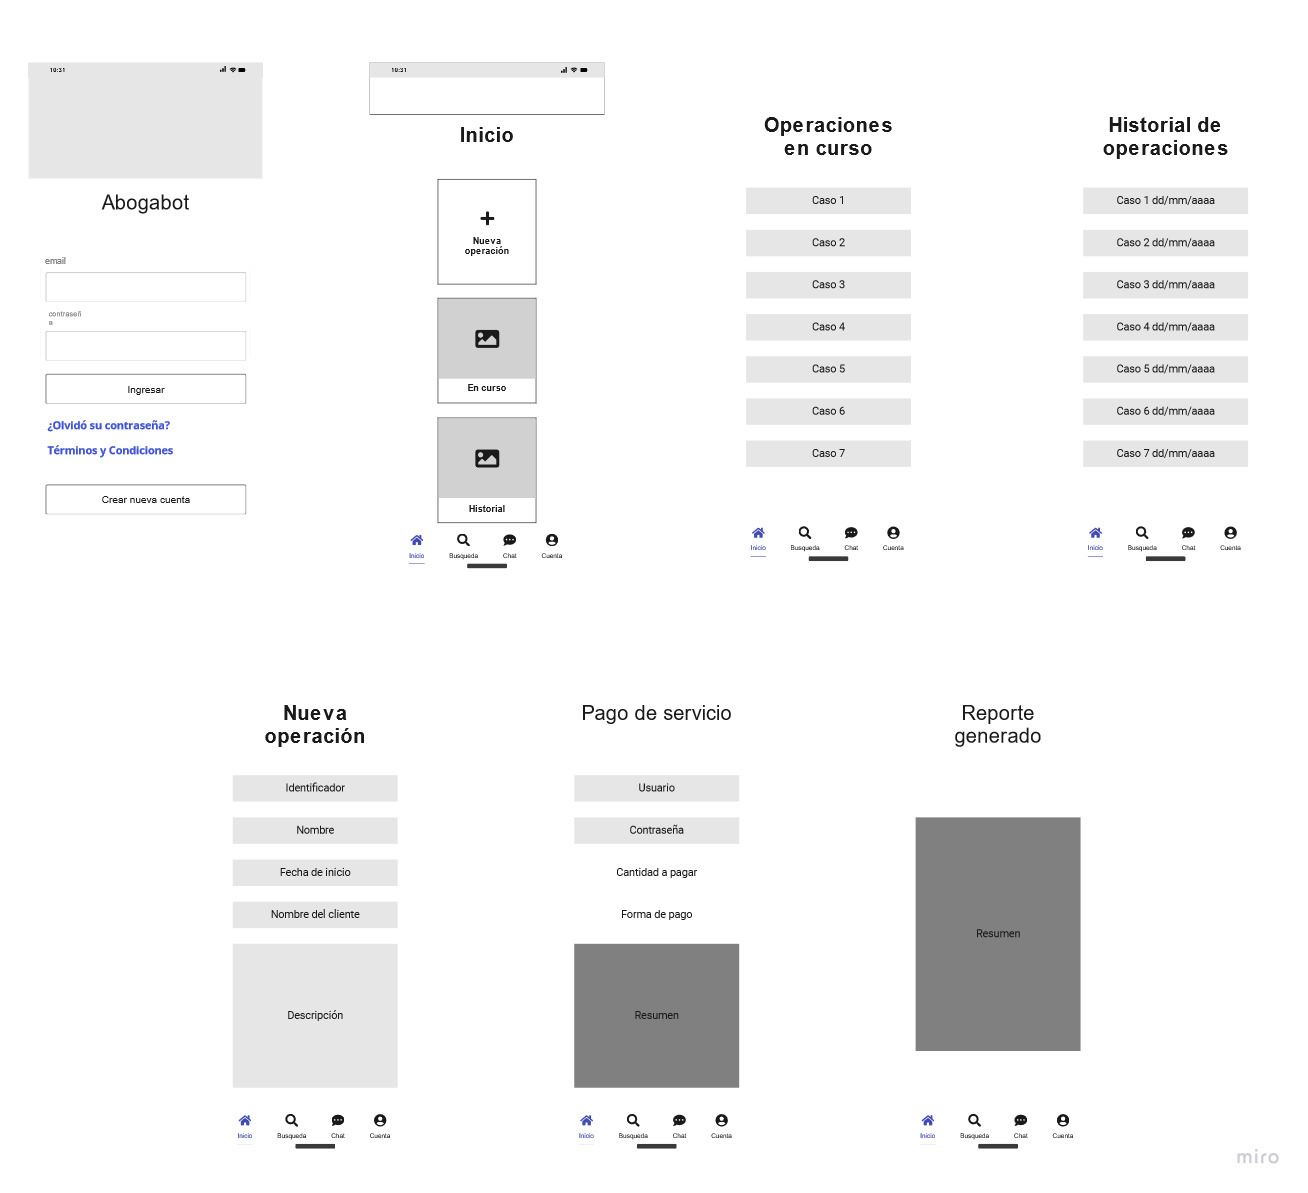 10:31
Abogabot
email
contraseñ
a
Ingresar
¿Olvidó su contraseña?
Términos y Condiciones
Crear nueva cuenta
10:31
Inicio
Nueva
operación
En curso
Historial
Inicio Busqueda Chat Cuenta
Operaciones
en curso
Caso 1
Caso 2
Caso 3
Caso 4
Caso 5
Caso 6
Caso 7
Inicio Busqueda Chat Cuenta
Historial de
operaciones
Caso 1 dd/mm/aaaa
Caso 2 dd/mm/aaaa
Caso 3 dd/mm/aaaa
Caso 4 dd/mm/aaaa
Caso 5 dd/mm/aaaa
Caso 6 dd/mm/aaaa
Caso 7 dd/mm/aaaa
Inicio Busqueda Chat Cuenta
Nueva
operación
Identificador
Nombre
Fecha de inicio
Nombre del cliente
Descripción
Inicio Busqueda Chat Cuenta
Pago de servicio
Usuario
Contraseña
Cantidad a pagar
Forma de pago
Resumen
Inicio Busqueda Chat Cuenta
Reporte
generado
Resumen
Inicio Busqueda Chat Cuenta
miro